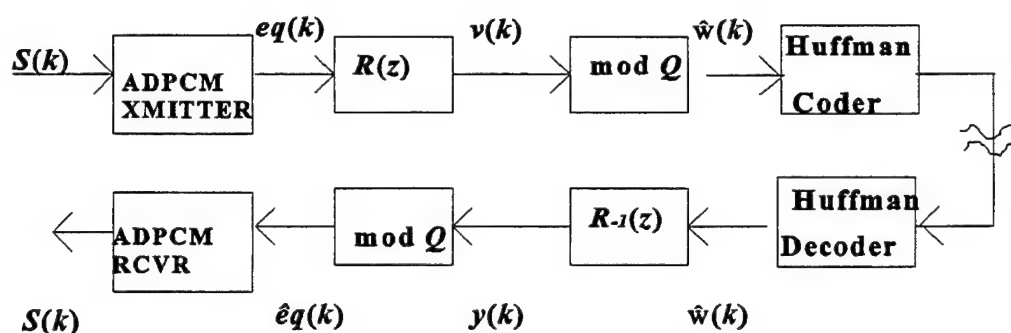 S(k)
ADPCM
XMITTER
eq(k)
R(z)
v(k)
mod Q
ŵ(k)
Huffman
Coder
ADPCM
RCVR
mod Q
R-1(z)
Huffman
Decoder
S(k)
êq(k)
y(k)
ŵ(k)